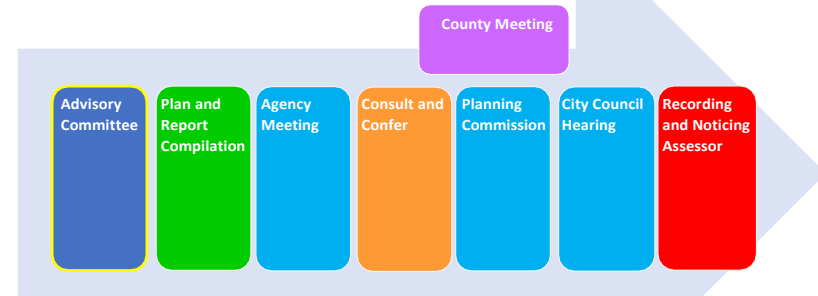 County Meeting
Advisory
Committee
Plan and
Report
Compilation
Agency
Meeting
Consult and
Confer
Planning
Commission
City Council
Hearing
Recording
and Noticing
Assessor